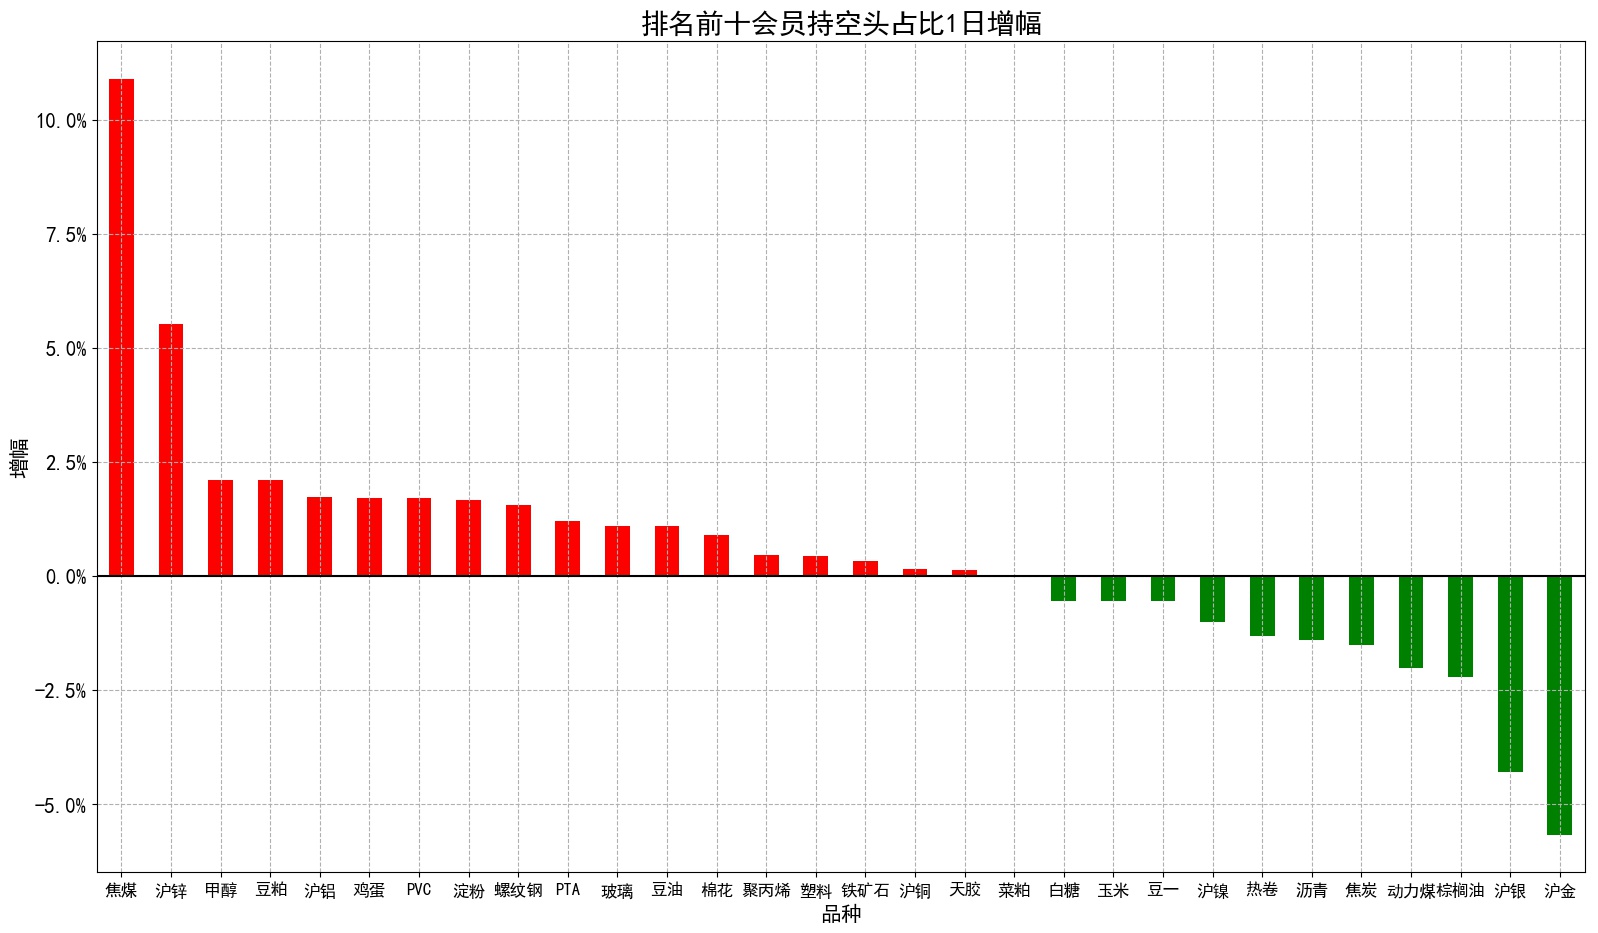 排名前十会员持空头占比1日增幅
10.0%
7.5%
5.0%
2.5%
0.0%
−2.5%
−5.0%
增幅
焦煤 沪锌 甲醇 豆粕 沪铝 鸡蛋 PVC 淀粉 螺纹钢 PTA 玻璃 豆油 棉花 聚丙烯 塑料 铁矿石 沪铜 天胶 菜粕 白糖 玉米 豆一 沪镍 热卷 沥青 焦炭 动力煤 棕榈油 沪银 沪金
品种